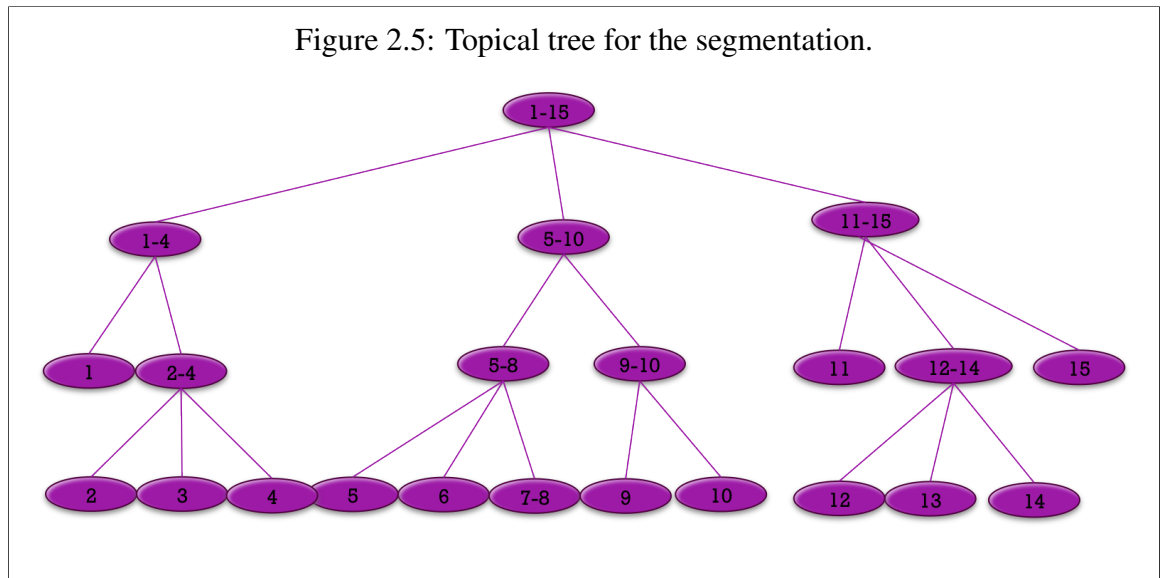 Figure 2.5: Topical tree for the segmentation.
1-15
1-4 5-10 11-15
1 2-4 5-8 9-10 11 12-14 15
2 3 4 5 6 7-8 9 10 12 13 14